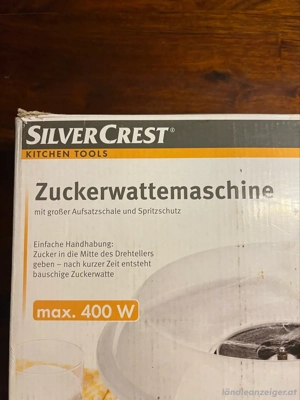 SILVERCREST®
KITCHEN TOOLS
Zuckerwattemaschine
mit großer Aufsatzschale und Spritzschutz
Einfache Handhabung:
Zucker in die Mitte des Drehtellers
geben – nach kurzer Zeit entsteht
bauschige Zuckerwatte
max. 400 W
ländleanzeiger.at